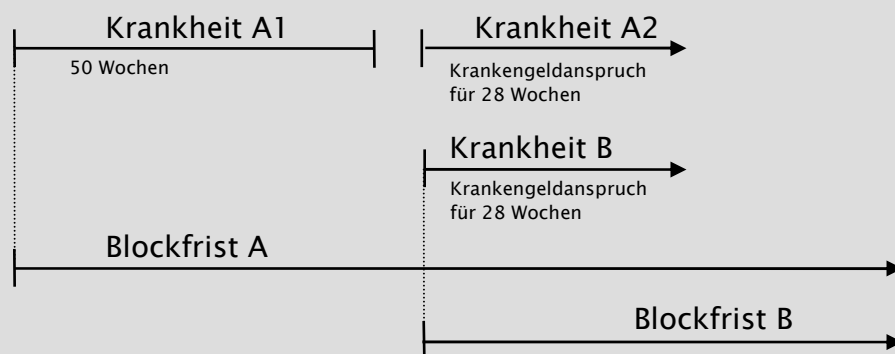 Krankheit A1
Krankheit A2
50 Wochen
Krankengeldanspruch
für 28 Wochen
Krankheit B
Krankengeldanspruch
für 28 Wochen
Blockfrist A
Blockfrist B